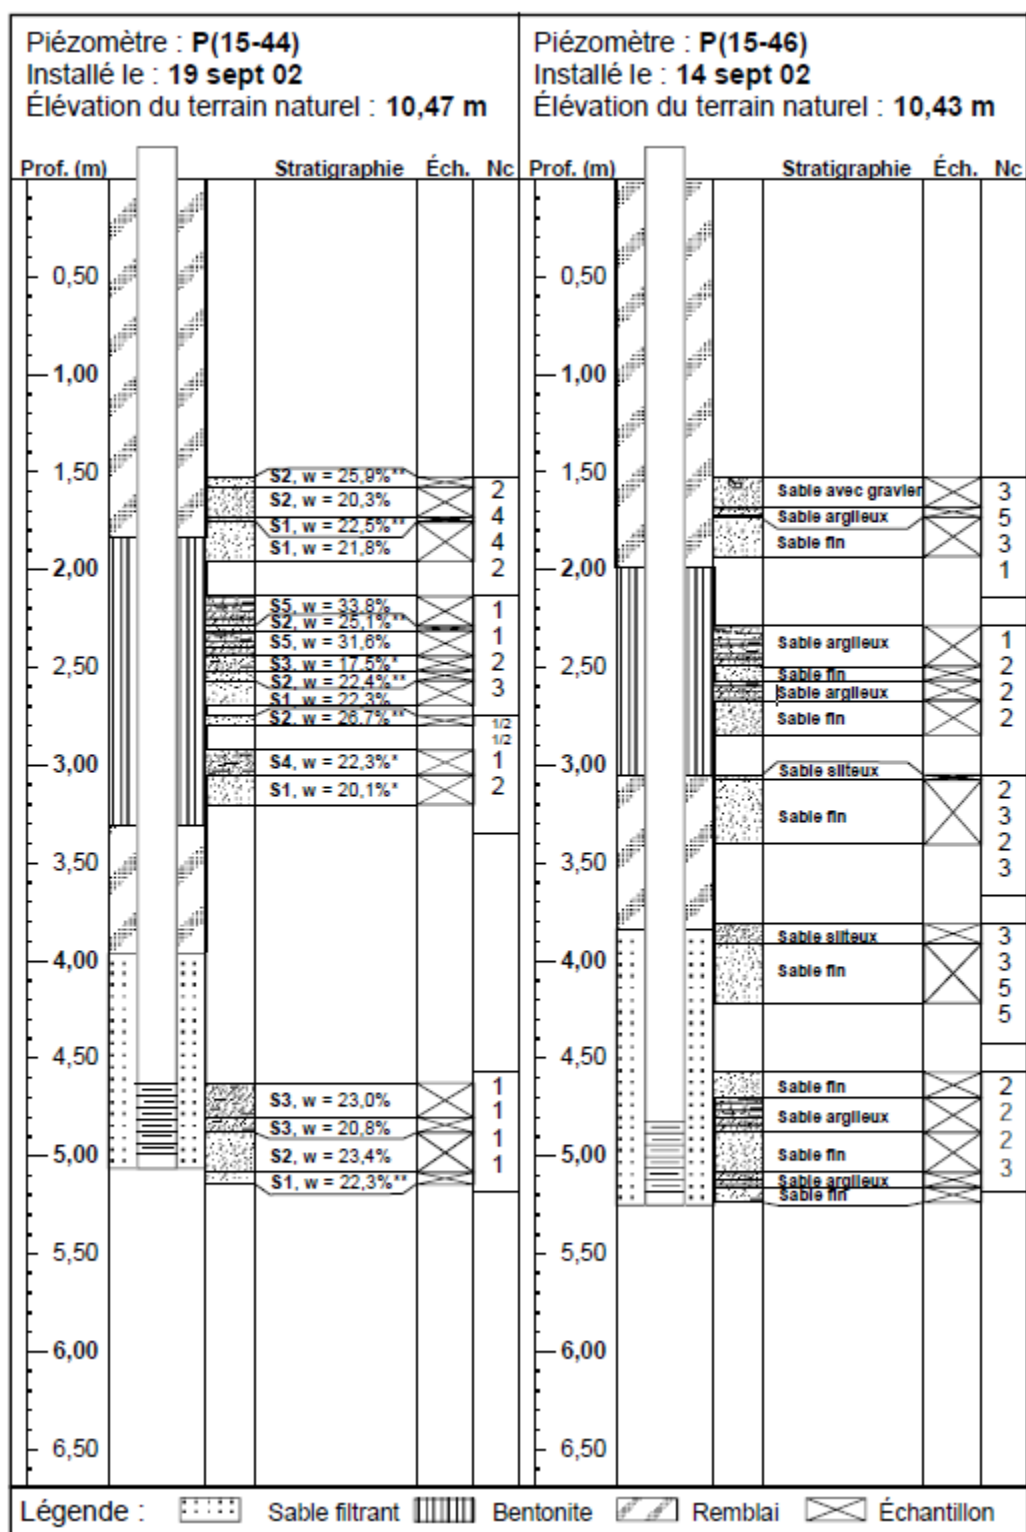 Piézomètre : P(15-44)
Installé le : 19 sept 02
Élévation du terrain naturel : 10,47 m
Prof. (m) Stratigraphie Éch. Nc
0,50
1,00
1,50
2,00
2,50
3,00
3,50
4,00
4,50
5,00
5,50
6,00
6,50
S2, w = 25,9%**
S2, w = 20,3%
S1, w = 22,5%**
S1, w = 21,8%
S5, w = 33,8%
S2, w = 25,1%**
S5, w = 31,6%
S3, w = 17,5%*
S2, w = 22,4%**
S1, w = 22,3%
S2, w = 26,7%**
S4, w = 22,3%*
S1, w = 20,1%*
S3, w = 23,0%
S3, w = 20,8%
S2, w = 23,4%
S1, w = 22,3%**
2
4
4
2
1
1
2
3
1/2
1/2
1
2
1
1
1
1
Piézomètre : P(15-46)
Installé le : 14 sept 02
Élévation du terrain naturel : 10,43 m
Prof. (m) Stratigraphie Éch. Nc
0,50
1,00
1,50
2,00
2,50
3,00
3,50
4,00
4,50
5,00
5,50
6,00
6,50
Sable avec gravier
Sable argileux
Sable fin
Sable argileux
Sable fin
Sable argileux
Sable fin
Sable silteux
Sable fin
Sable silteux
Sable fin
Sable fin
Sable argileux
Sable fin
Sable argileux
Sable fin
3
5
3
1
1
2
2
2
2
3
2
3
3
3
5
5
2
2
2
3
Légende : Sable filtrant Bentonite Remblai Échantillon